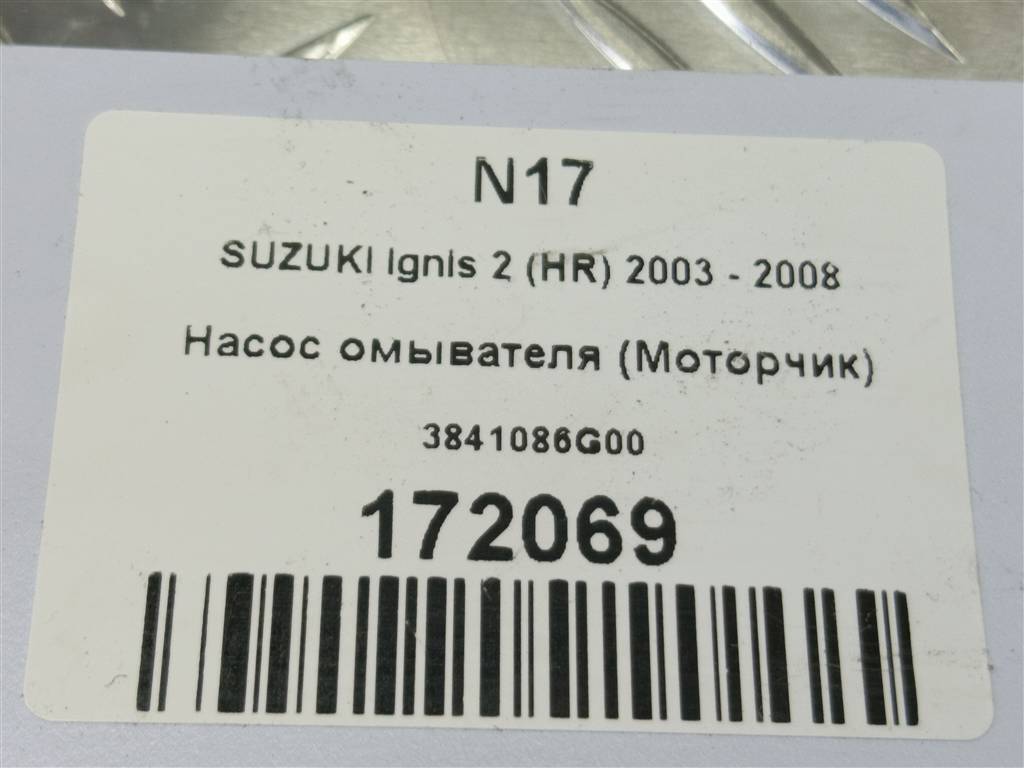 N17
SUZUKI Ignis 2 (HR) 2003 - 2008
Насос омывателя (Моторчик)
3841086G00
172069